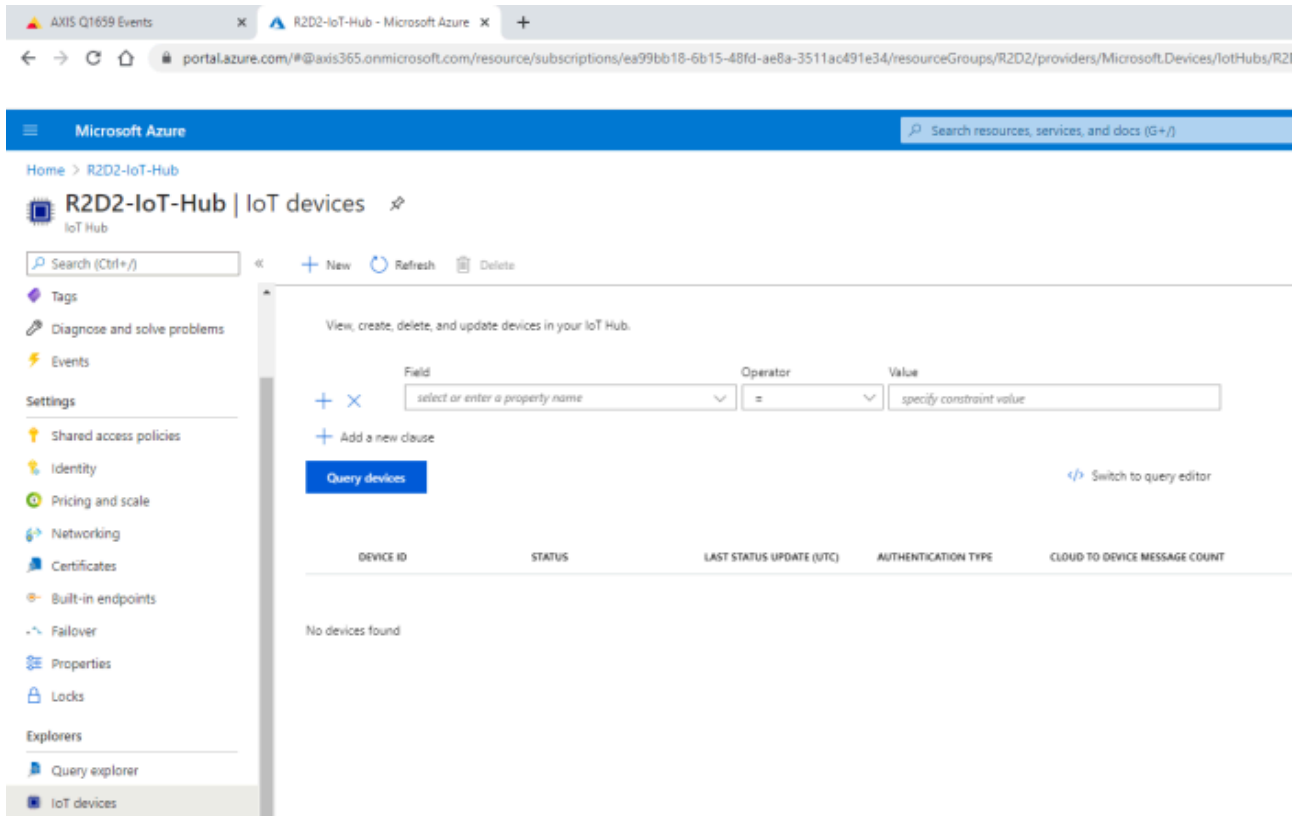 AXIS Q1659 Events
R2D2-IoT-Hub - Microsoft Azure
portal.azure.com/#@axis365.onmicrosoft.com/resource/subscriptions/ea99bb18-6b15-48fd-ae8a-3511ac491e34/resourceGroups/R2D2/providers/Microsoft.Devices/IotHubs/R2
Microsoft Azure
Search resources, services, and docs (G+/)
Home > R2D2-IoT-Hub
R2D2-IoT-Hub | IoT devices
IoT Hub
Search (Ctrl+/)
«
New
Refresh
Delete
Tags
Diagnose and solve problems
Events
Settings
Shared access policies
Identity
Pricing and scale
Networking
Certificates
Built-in endpoints
Failover
Properties
Locks
Explorers
Query explorer
IoT devices
View, create, delete, and update devices in your IoT Hub.
Field Operator Value
select or enter a property name = specify constraint value
Add a new clause
Query devices
</> Switch to query editor
DEVICE ID STATUS LAST STATUS UPDATE (UTC) AUTHENTICATION TYPE CLOUD TO DEVICE MESSAGE COUNT
No devices found